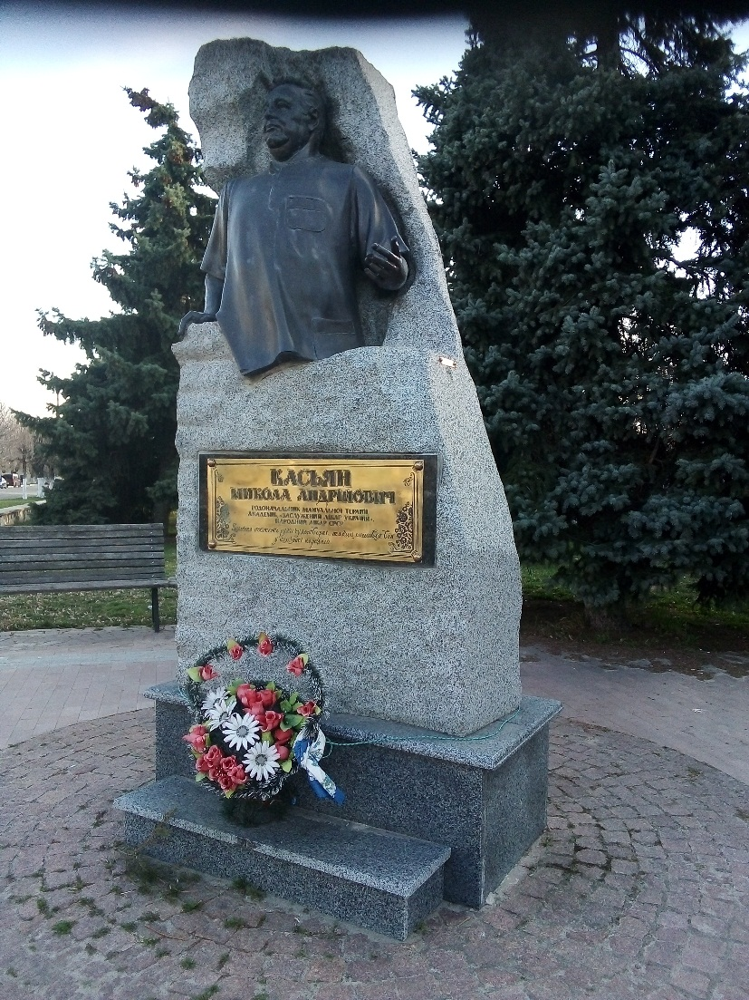 КАСЬЯН
МИКОЛА АНДРІЙОВИЧ
РОДОНАЧАЛЬНИК МАНУАЛЬНОЇ ТЕРАПІЇ
АКАДЕМІК «ЗАСЛУЖЕНИЙ ЛІКАР УКРАЇНИ»,
НАРОДНИЙ ЛІКАР СРСР